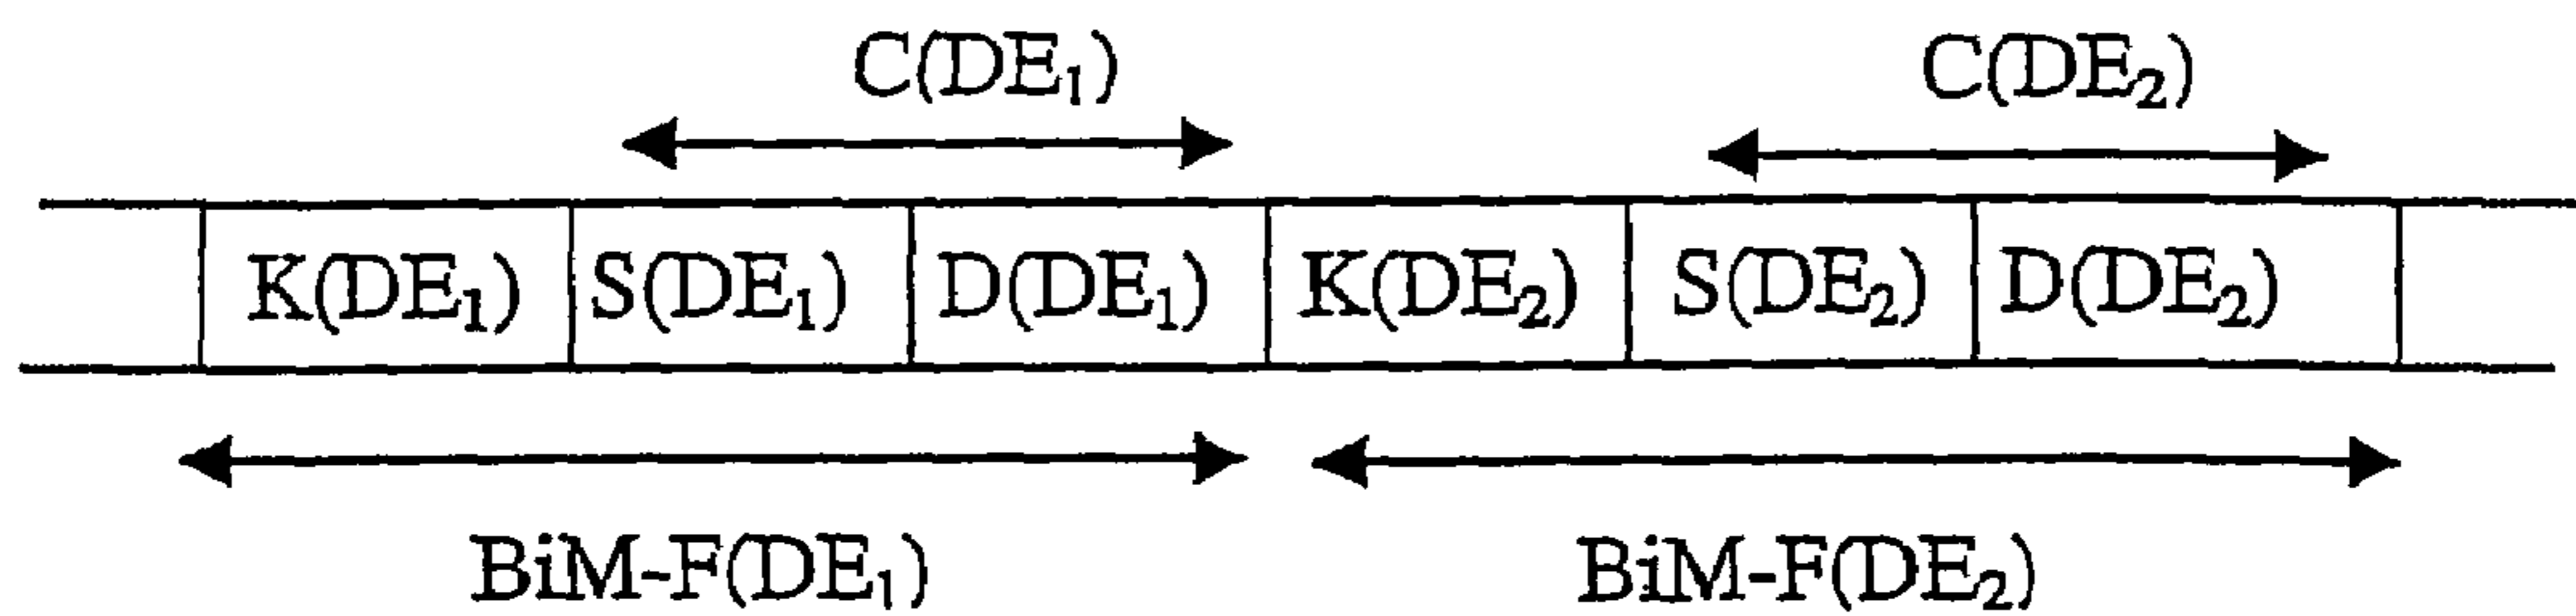 C(DE₁) C(DE₂)
K(DE₁) S(DE₁) D(DE₁) K(DE₂) S(DE₂) D(DE₂)
BiM-F(DE₁) BiM-F(DE₂)